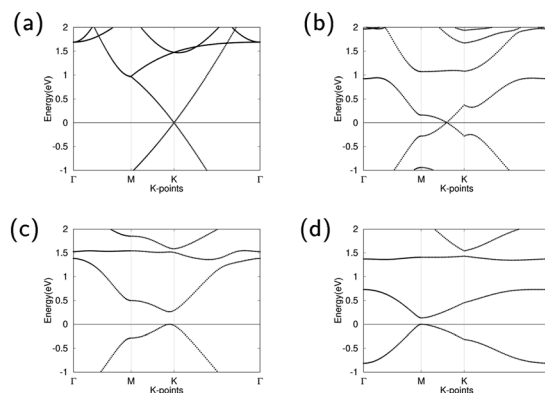 (a)
(b)
2
1.5
1
0.5
0
-0.5
-1
Energy(eV)
Γ
M
K
Γ
K-points
2
1.5
1
0.5
0
-0.5
-1
Energy(eV)
Γ
M
K
K-points
(c)
(d)
2
1.5
1
0.5
0
-0.5
-1
Energy(eV)
Γ
M
K
Γ
K-points
2
1.5
1
0.5
0
-0.5
-1
Energy(eV)
Γ
M
K
K-points